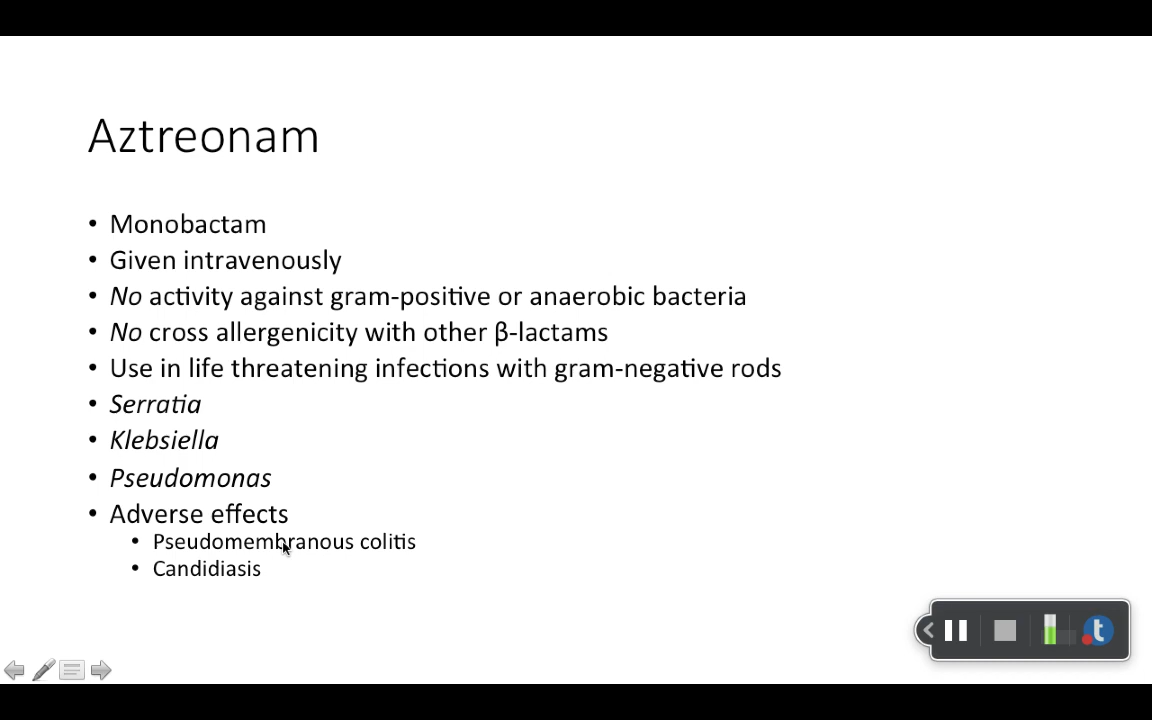 Aztreonam
• Monobactam
• Given intravenously
• No activity against gram-positive or anaerobic bacteria
• No cross allergenicity with other β-lactams
• Use in life threatening infections with gram-negative rods
• Serratia
• Klebsiella
• Pseudomonas
• Adverse effects
• Pseudomembranous colitis
• Candidiasis
t